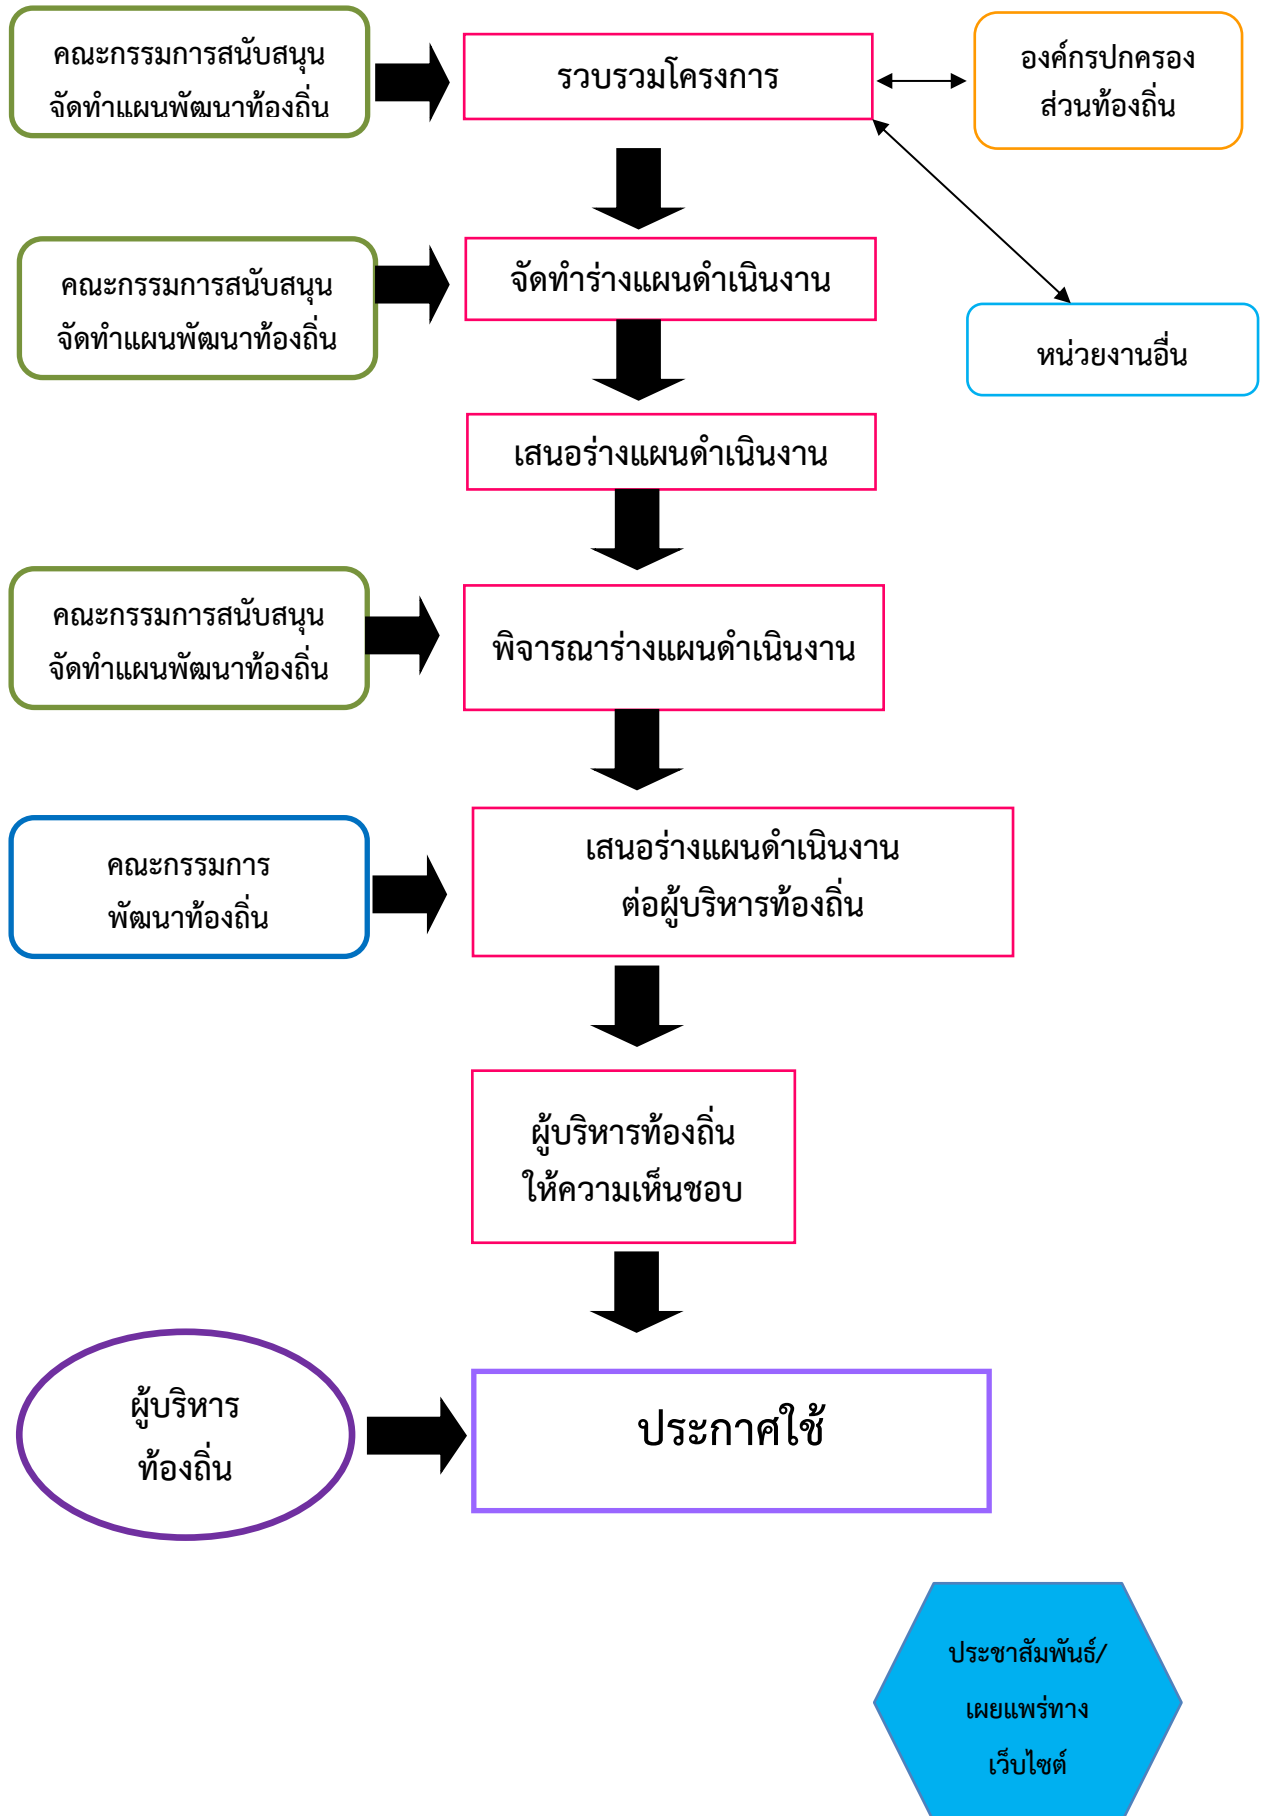 คณะกรรมการสนับสนุน
จัดทำแผนพัฒนาท้องถิ่น
รวบรวมโครงการ
องค์กรปกครอง
ส่วนท้องถิ่น
คณะกรรมการสนับสนุน
จัดทำแผนพัฒนาท้องถิ่น
จัดทำร่างแผนดำเนินงาน
หน่วยงานอื่น
เสนอร่างแผนดำเนินงาน
คณะกรรมการสนับสนุน
จัดทำแผนพัฒนาท้องถิ่น
พิจารณาร่างแผนดำเนินงาน
คณะกรรมการ
พัฒนาท้องถิ่น
เสนอร่างแผนดำเนินงาน
ต่อผู้บริหารท้องถิ่น
ผู้บริหารท้องถิ่น
ให้ความเห็นชอบ
ผู้บริหาร
ท้องถิ่น
ประกาศใช้
ประชาสัมพันธ์/
เผยแพร่ทาง
เว็บไซต์